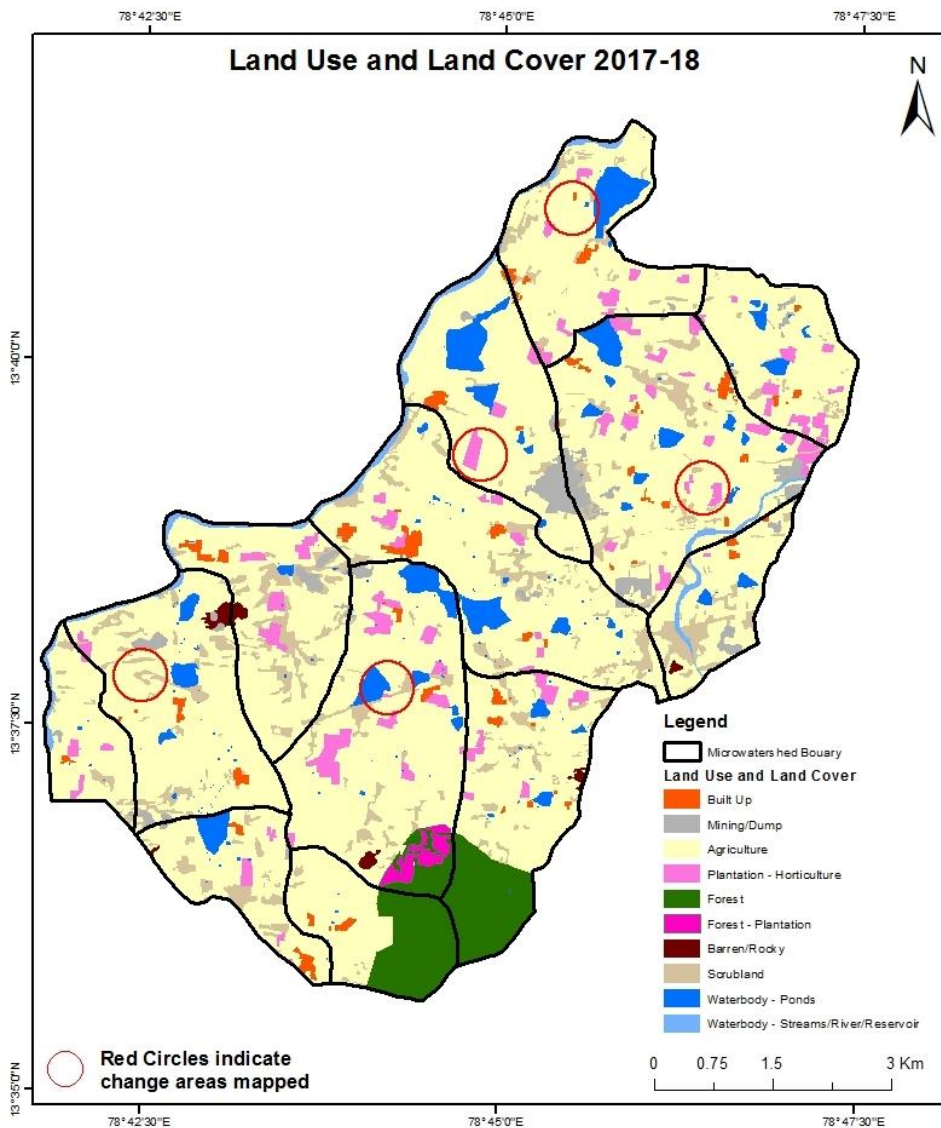 78°42'30"E 78°45'0"E 78°47'30"E
Land Use and Land Cover 2017-18
N
13°40'0"N
13°37'30"N
13°35'0"N
Legend
Microwatershed Bouary
Land Use and Land Cover
Built Up
Mining/Dump
Agriculture
Plantation - Horticulture
Forest
Forest - Plantation
Barren/Rocky
Scrubland
Waterbody - Ponds
Waterbody - Streams/River/Reservoir
Red Circles indicate
change areas mapped
0 0.75 1.5 3 Km
78°42'30"E 78°45'0"E 78°47'30"E